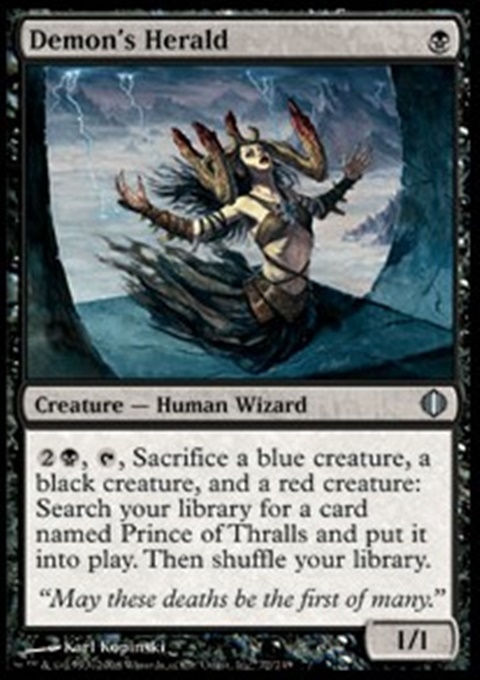 Demon's Herald
Creature — Human Wizard
2, Sacrifice a blue creature, a
black creature, and a red creature:
Search your library for a card
named Prince of Thralls and put it
into play. Then shuffle your library.
"May these deaths be the first of many."
1/1
Karl Kopinski